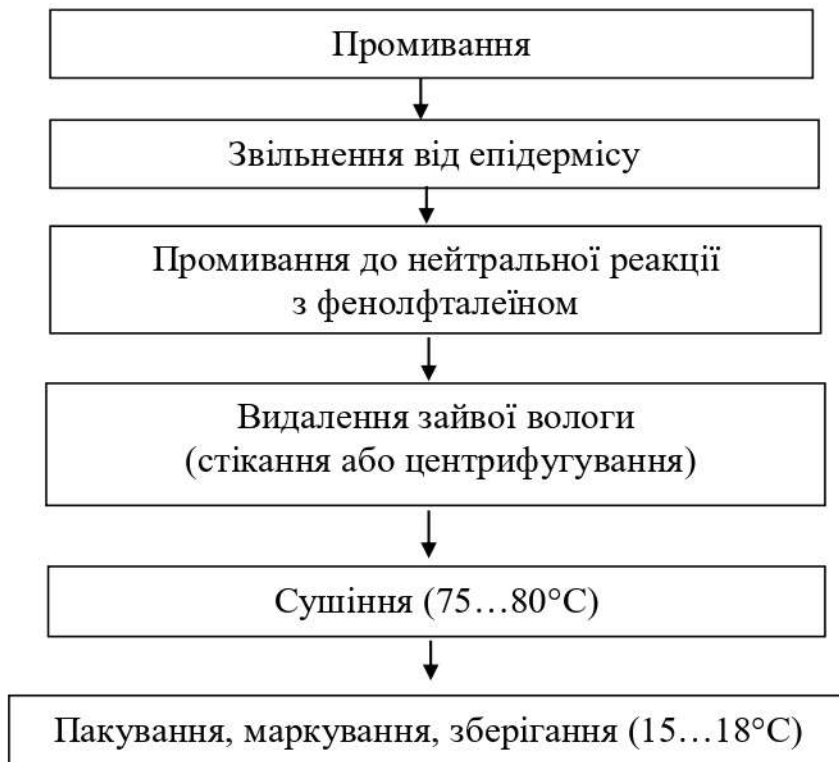 Промивання
Звільнення від епідермісу
Промивання до нейтральної реакції
з фенолфталеїном
Видалення зайвої вологи
(стікання або центрифугування)
Сушіння (75…80°С)
Пакування, маркування, зберігання (15…18°С)